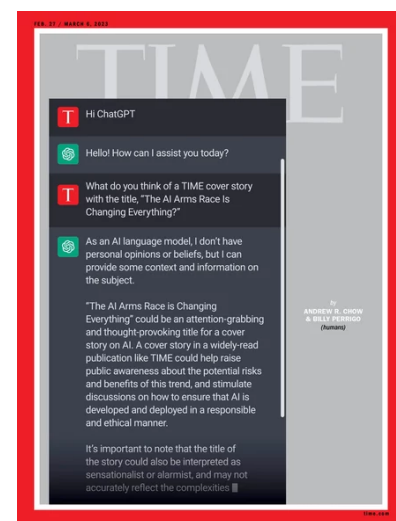 FEB. 27 / MARCH 6, 2023
TIME
T Hi ChatGPT
Hello! How can I assist you today?
T What do you think of a TIME cover story
with the title, "The AI Arms Race Is
Changing Everything?"
As an AI language model, I don't have
personal opinions or beliefs, but I can
provide some context and information on
the subject.
"The AI Arms Race is Changing
Everything" could be an attention-grabbing
and thought-provoking title for a cover
story on AI. A cover story in a widely-read
publication like TIME could help raise
public awareness about the potential risks
and benefits of this trend, and stimulate
discussions on how to ensure that AI is
developed and deployed in a responsible
and ethical manner.
It's important to note that the title of
the story could also be interpreted as
sensationalist or alarmist, and may not
accurately reflect the complexities
by
ANDREW R. CHOW
& BILLY PERRIGO
(humans)
time.com